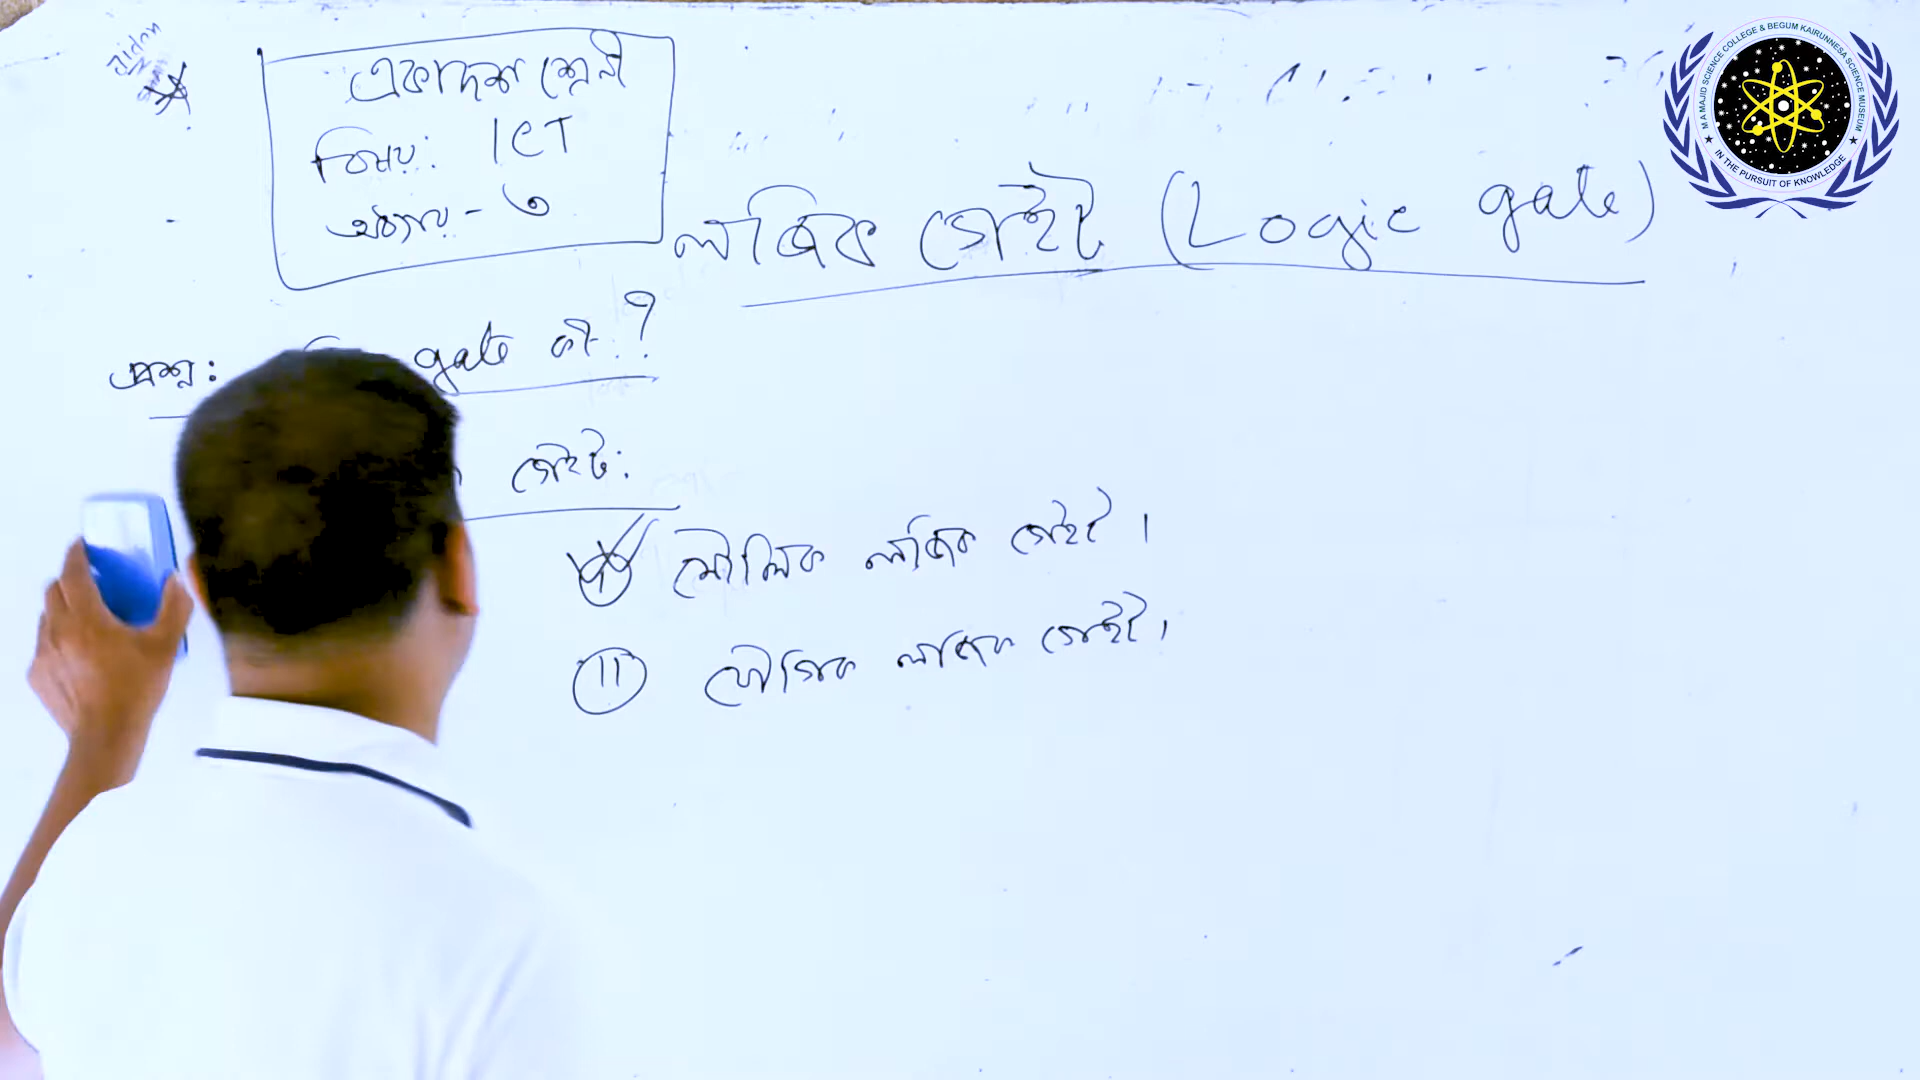 একাদশ শ্রেনী
বিষয়: ICT
অধ্যায় - ৩
লজিক গেইট (Logic gate)
প্রশ্ন: gate কী ?
গেইট:
মৌলিক লজিক গেইট ।
(ii) যৌগিক লজিক গেইট ।
M A MAJID SCIENCE COLLEGE & BEGUM KAIRUNNESA SCIENCE MUSEUM
IN THE PURSUIT OF KNOWLEDGE